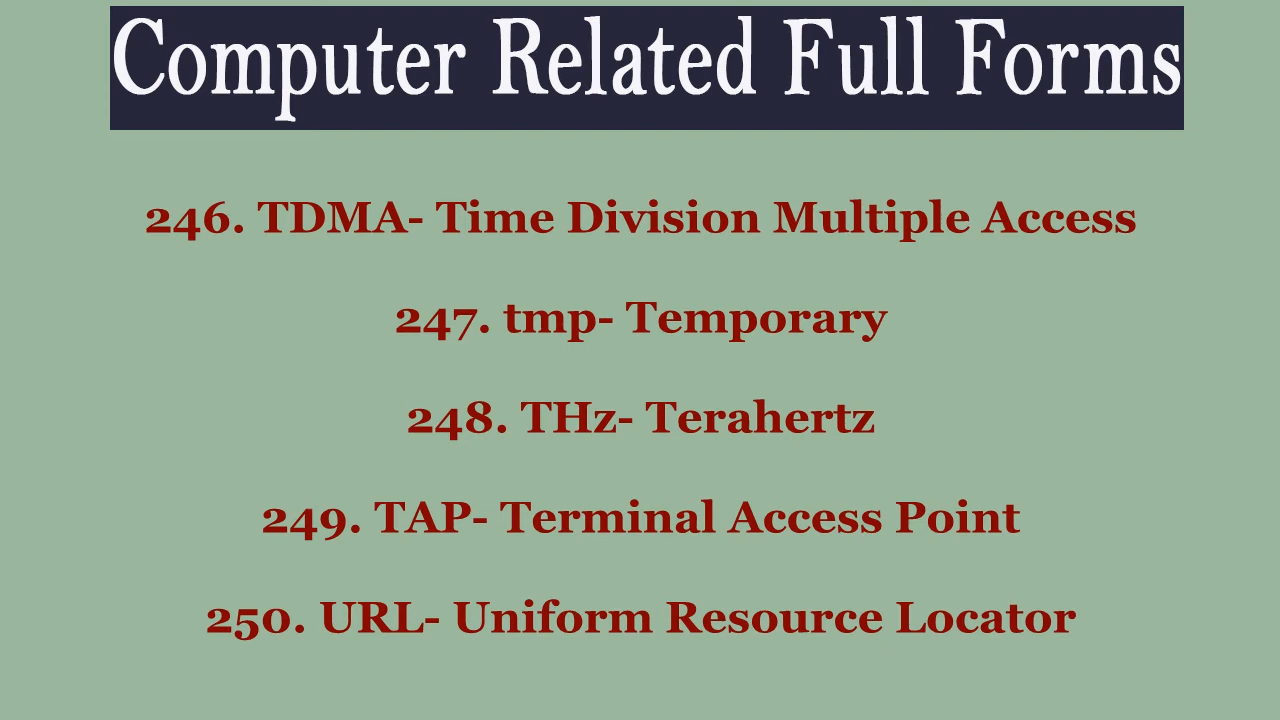 Computer Related Full Forms
246. TDMA- Time Division Multiple Access
247. tmp- Temporary
248. THz- Terahertz
249. TAP- Terminal Access Point
250. URL- Uniform Resource Locator